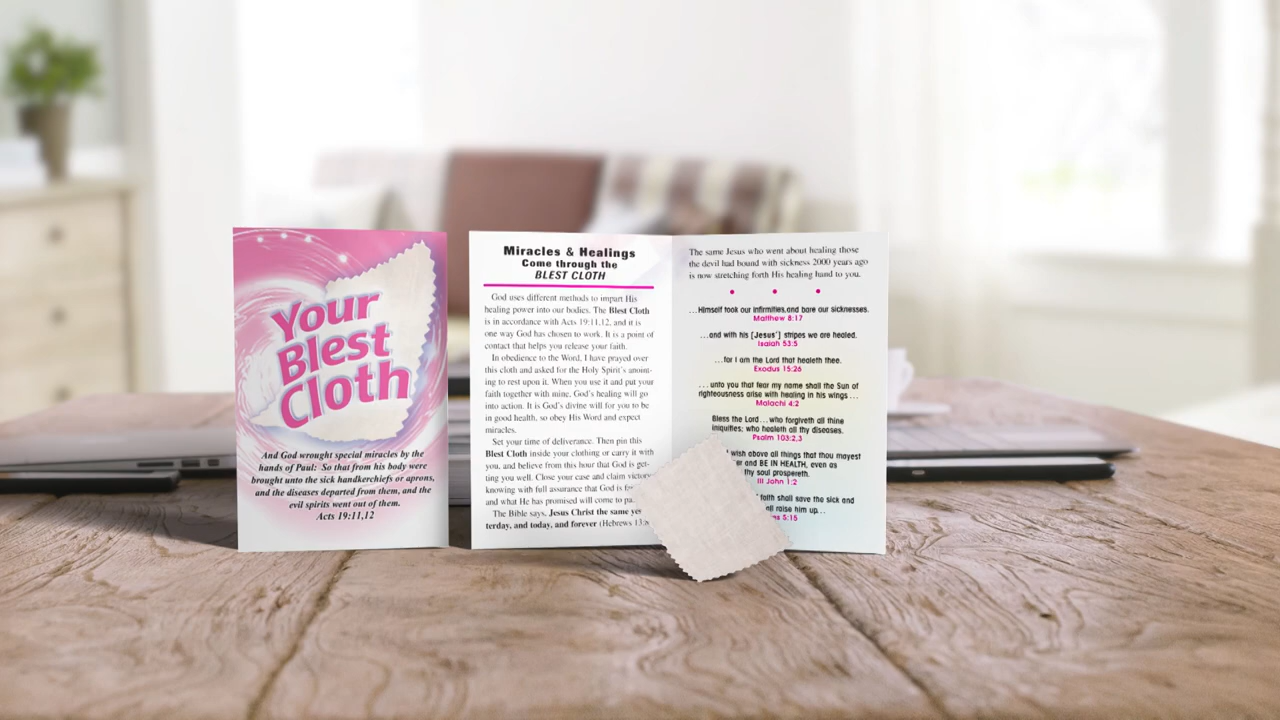 Your
Blest
Cloth
And God wrought special miracles by the
hands of Paul: So that from his body were
brought unto the sick handkerchiefs or aprons,
and the diseases departed from them, and the
evil spirits went out of them.
Acts 19:11,12
Miracles & Healings
Come through the
BLEST CLOTH
God uses different methods to impart His
healing power into our bodies. The Blest Cloth
is in accordance with Acts 19:11,12, and it is
one way God has chosen to work. It is a point of
contact that helps you release your faith.
In obedience to the Word, I have prayed over
this cloth and asked for the Holy Spirit's anoint-
ing to rest upon it. When you use it and put your
faith together with mine, God's healing will go
into action. It is God's divine will for you to be
in good health, so obey His Word and expect
miracles.
Set your time of deliverance. Then pin this
Blest Cloth inside your clothing or carry it with
you, and believe from this hour that God is get-
ting you well. Close your case and claim victory
knowing with full assurance that God is
and what He has promised will come to
The Bible says, Jesus Christ the same yes-
terday, and today, and forever (Hebrews 13:
The same Jesus who went about healing those
the devil had bound with sickness 2000 years ago
is now stretching forth His healing hand to you.
...Himself took our infirmities,and bare our sicknesses.
Matthew 8:17
...and with his [Jesus'] stripes we are healed.
Isaiah 53:5
...for I am the Lord that healeth thee.
Exodus 15:26
...unto you that fear my name shall the Sun of
righteousness arise with healing in his wings...
Malachi 4:2
Bless the Lord...who forgiveth all thine
iniquities; who healeth all thy diseases.
Psalm 103:2,3
wish above all things that thou mayest
er and BE IN HEALTH, even as
thy soul prospereth.
III John 1:2
faith shall save the sick and
all raise him up...
es 5:15